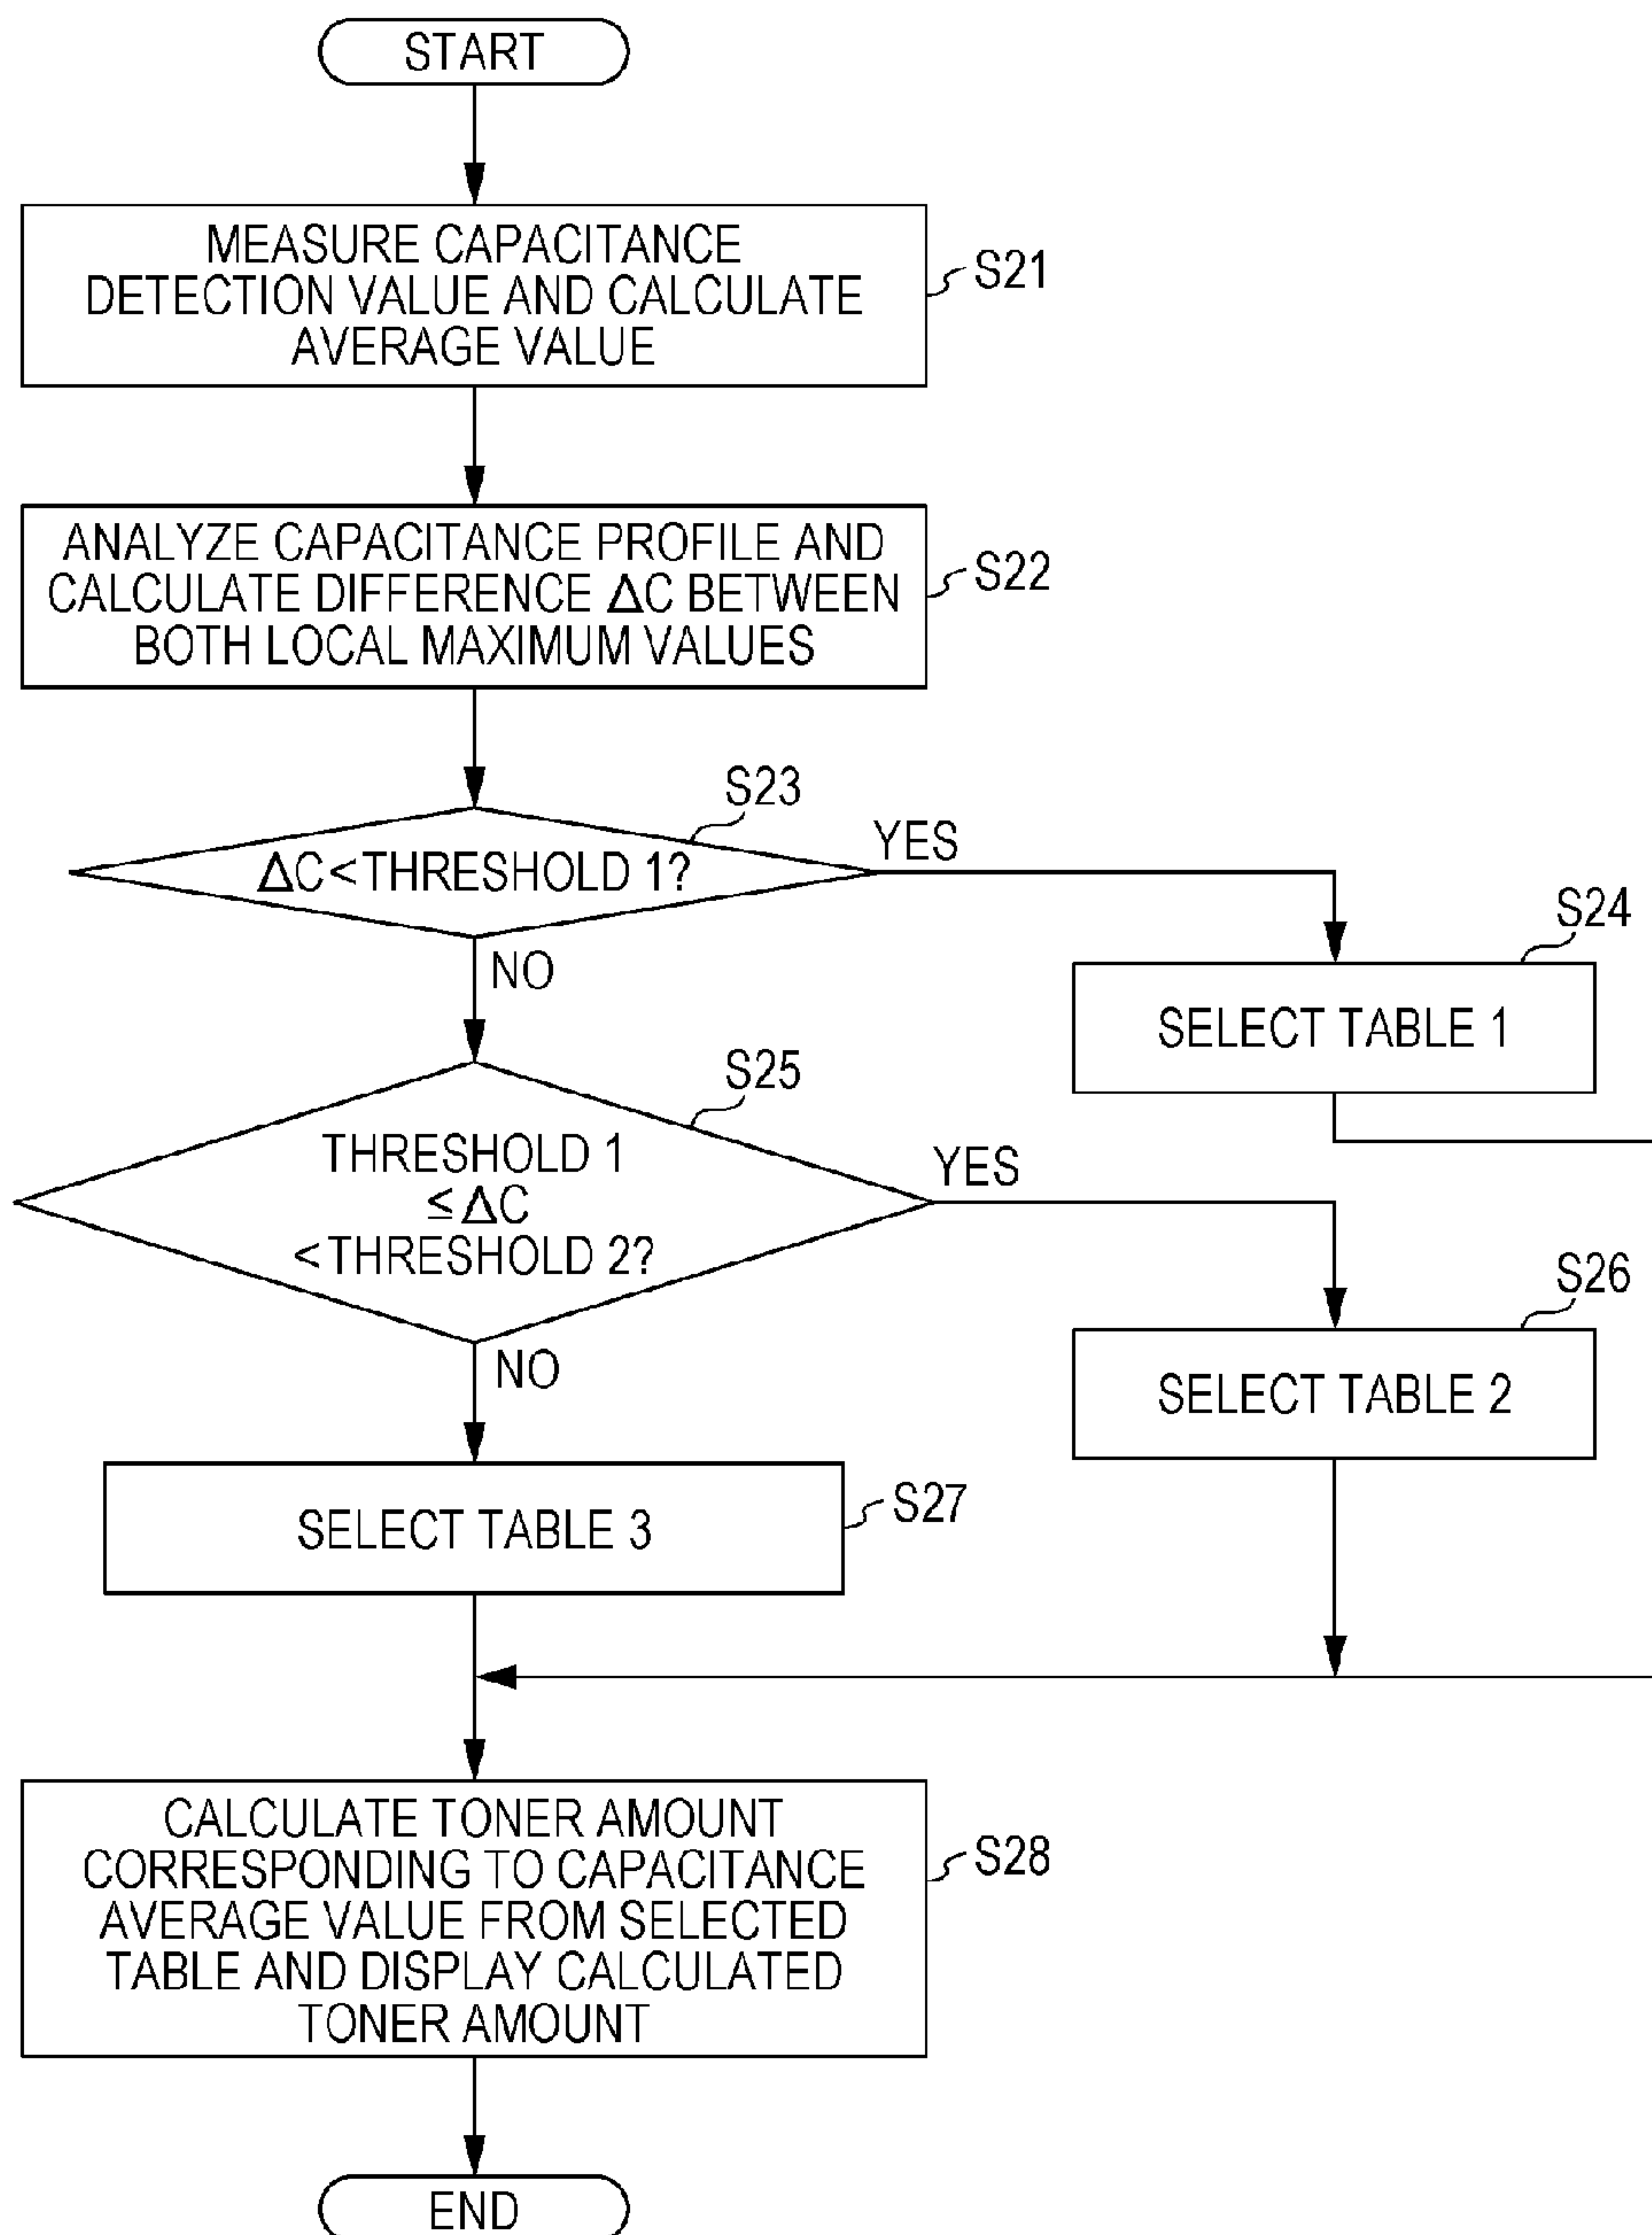 START
MEASURE CAPACITANCE
DETECTION VALUE AND CALCULATE
AVERAGE VALUE
S21
ANALYZE CAPACITANCE PROFILE AND
CALCULATE DIFFERENCE ΔC BETWEEN
BOTH LOCAL MAXIMUM VALUES
S22
S23
ΔC<THRESHOLD 1?
YES
NO
S24
SELECT TABLE 1
S25
THRESHOLD 1
≤ΔC
<THRESHOLD 2?
YES
NO
S26
SELECT TABLE 2
SELECT TABLE 3
S27
CALCULATE TONER AMOUNT
CORRESPONDING TO CAPACITANCE
AVERAGE VALUE FROM SELECTED
TABLE AND DISPLAY CALCULATED
TONER AMOUNT
S28
END